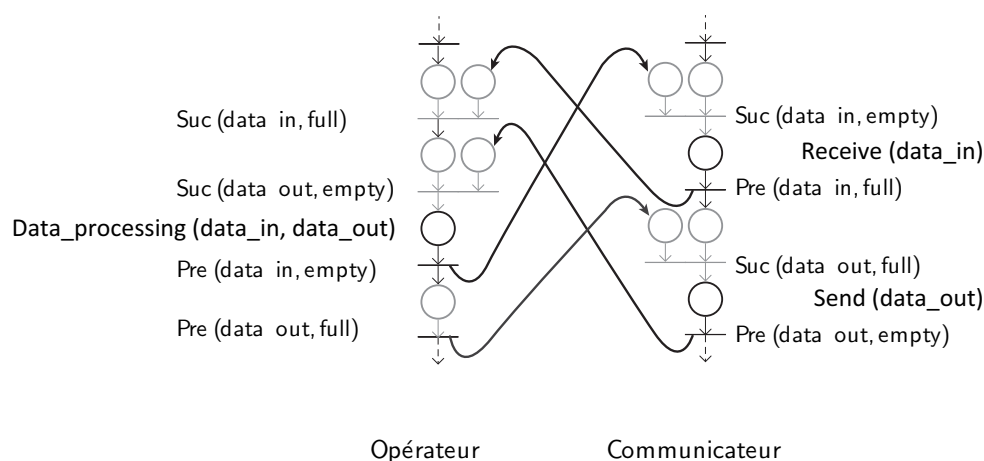 Suc (data in, full)
Suc (data out, empty)
Data_processing (data_in, data_out)
Pre (data in, empty)
Pre (data out, full)
Suc (data in, empty)
Receive (data_in)
Pre (data in, full)
Suc (data out, full)
Send (data_out)
Pre (data out, empty)
Opérateur
Communicateur